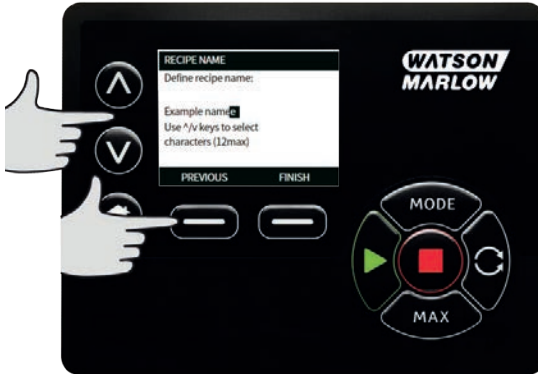 RECIPE NAME
Define recipe name:
Example name
Use ^/v keys to select
characters (12max)
PREVIOUS FINISH
WATSON
MARLOW
MODE
MAX